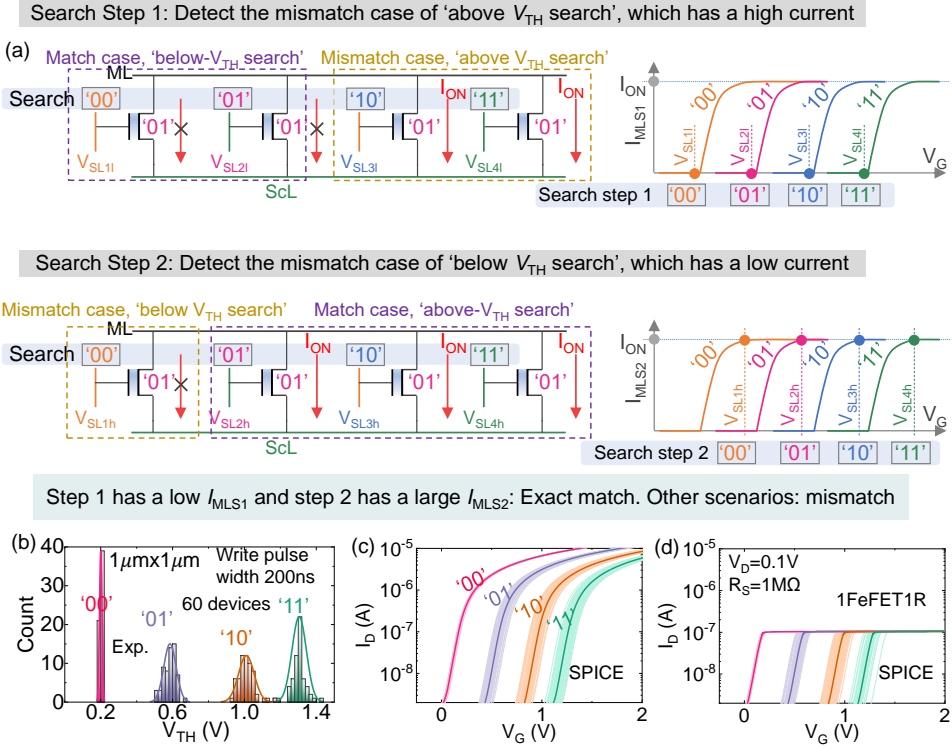 Search Step 1: Detect the mismatch case of 'above VTH search', which has a high current
(a)
Match case, 'below-VTH search'
Mismatch case, 'above VTH search'
ML
Search '00' '01' '10' ION '11' ION
'01' '01' '01' '01'
VSL1l VSL2l VSL3l VSL4l
ScL
ION
IMLS1
'00' '01' '10' '11'
VSL1l VSL2l VSL3l VSL4l
VG
Search step 1 '00' '01' '10' '11'
Search Step 2: Detect the mismatch case of 'below VTH search', which has a low current
Mismatch case, 'below VTH search'
Match case, 'above-VTH search'
ML
Search '00' '01' ION '10' ION '11' ION
'01' '01' '01' '01'
VSL1h VSL2h VSL3h VSL4h
ScL
ION
IMLS2
'00' '01' '10' '11'
VSL1h VSL2h VSL3h VSL4h
VG
Search step 2 '00' '01' '10' '11'
Step 1 has a low IMLS1 and step 2 has a large IMLS2: Exact match. Other scenarios: mismatch
(b)
Count
40
30
20
10
0
1μmx1μm
Write pulse
width 200ns
60 devices
'00' '01' '10' '11'
Exp.
0.2 0.6 1.0 1.4
VTH (V)
(c)
ID (A)
10-5
10-6
10-7
10-8
'00' '01' '10' '11'
SPICE
0 1 2
VG (V)
(d)
ID (A)
10-5
10-6
10-7
10-8
VD=0.1V
RS=1MΩ
1FeFET1R
SPICE
0 1 2
VG (V)